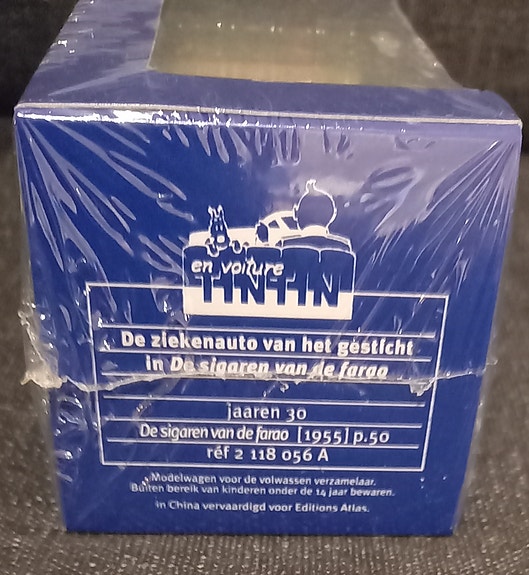 en voiture
TINTIN
De ziekenauto van het gesticht
in De sigaren van de farao
jaaren 30
De sigaren van de farao [1955] p.50
réf 2 118 056 A
Modelwagen voor de volwassen verzamelaar.
Buiten bereik van kinderen onder de 14 jaar bewaren.
in China vervaardigd voor Editions Atlas.